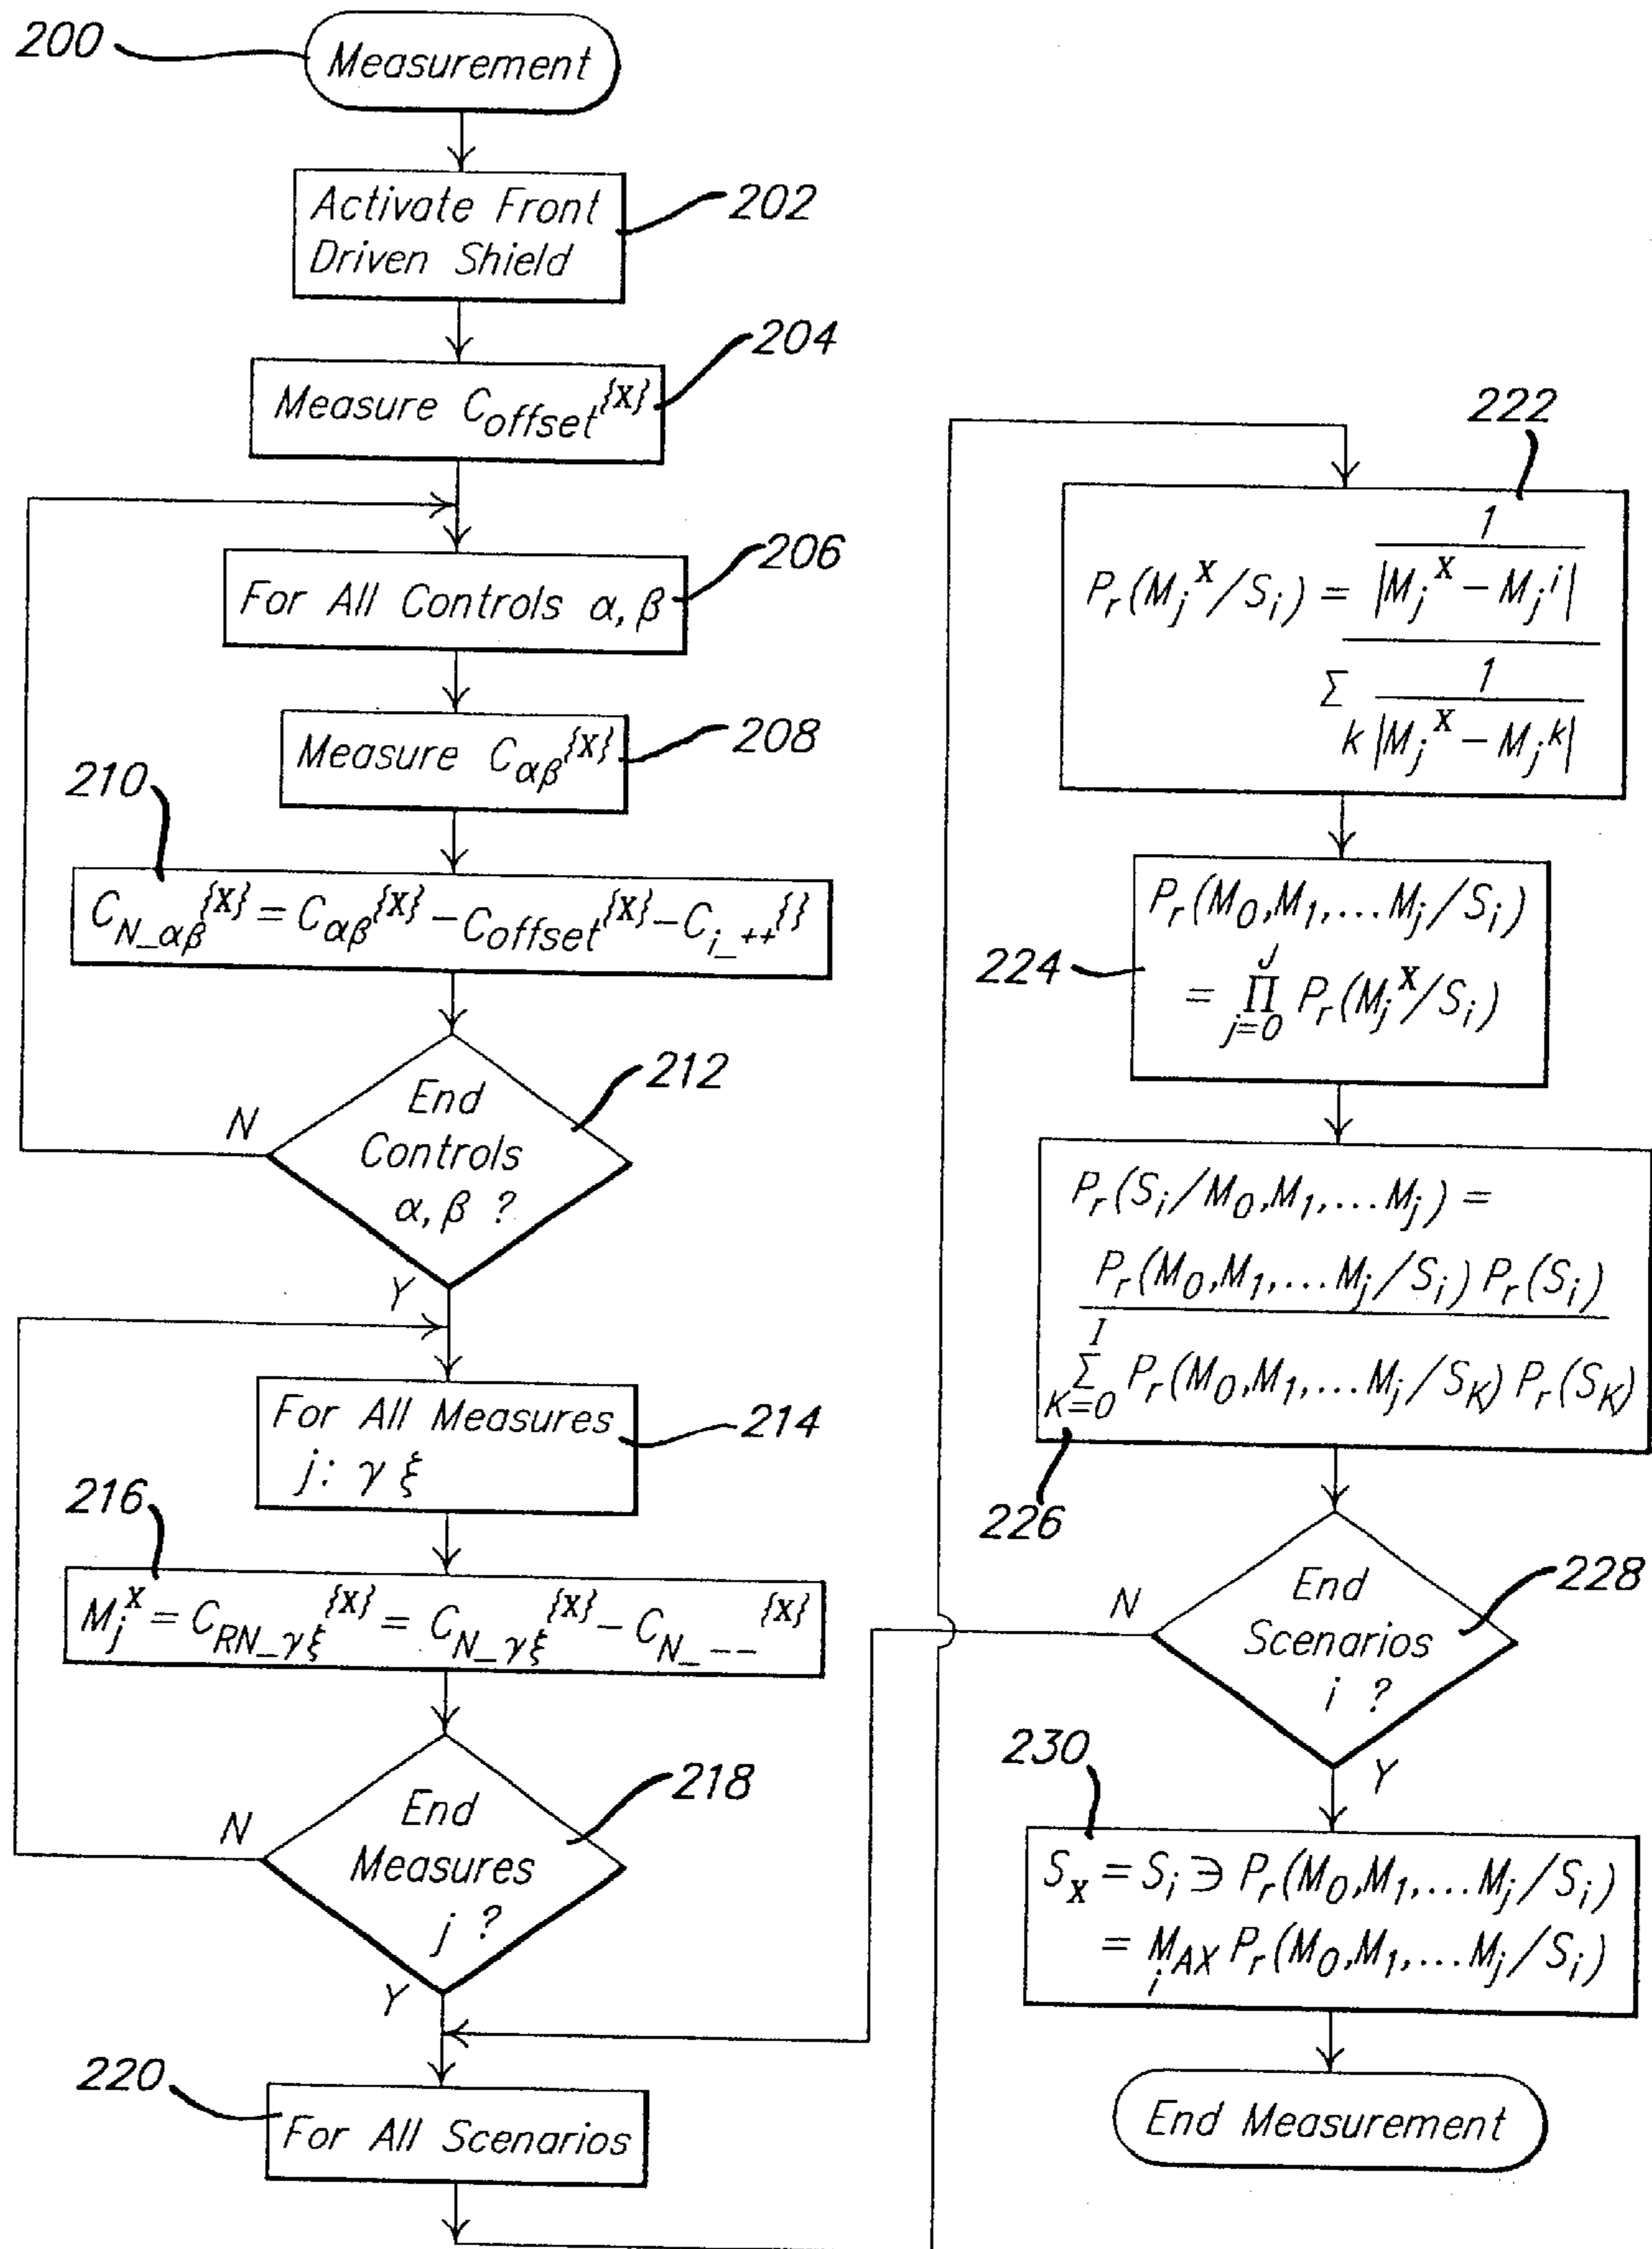 200
Measurement
Activate Front
Driven Shield
202
204
Measure C_offset^{x}
206
For All Controls α, β
208
Measure C_αβ^{x}
210
C_N_αβ^{x} = C_αβ^{x} – C_offset^{x} – C_i_++^{}
212
End
Controls
α, β ?
N
Y
For All Measures
j: γ ξ
214
216
M_j^x = C_RN_γξ^{x} = C_N_γξ^{x} – C_N_--^{x}
218
End
Measures
j ?
N
Y
220
For All Scenarios
222
1
P_r(M_j^x/S_i) = |M_j^x – M_j^i|
Σ 1
k |M_j^x – M_j^k|
P_r(M_0,M_1,...M_j/S_i)
224
J
= Π P_r(M_j^x/S_i)
j=0
P_r(S_i/M_0,M_1,...M_j) =
P_r(M_0,M_1,...M_j/S_i) P_r(S_i)
I
Σ P_r(M_0,M_1,...M_j/S_K) P_r(S_K)
K=0
226
228
End
Scenarios
i ?
N
Y
230
S_x = S_i ∋ P_r(M_0,M_1,...M_j/S_i)
= M_AX P_r(M_0,M_1,...M_j/S_i)
i
End Measurement